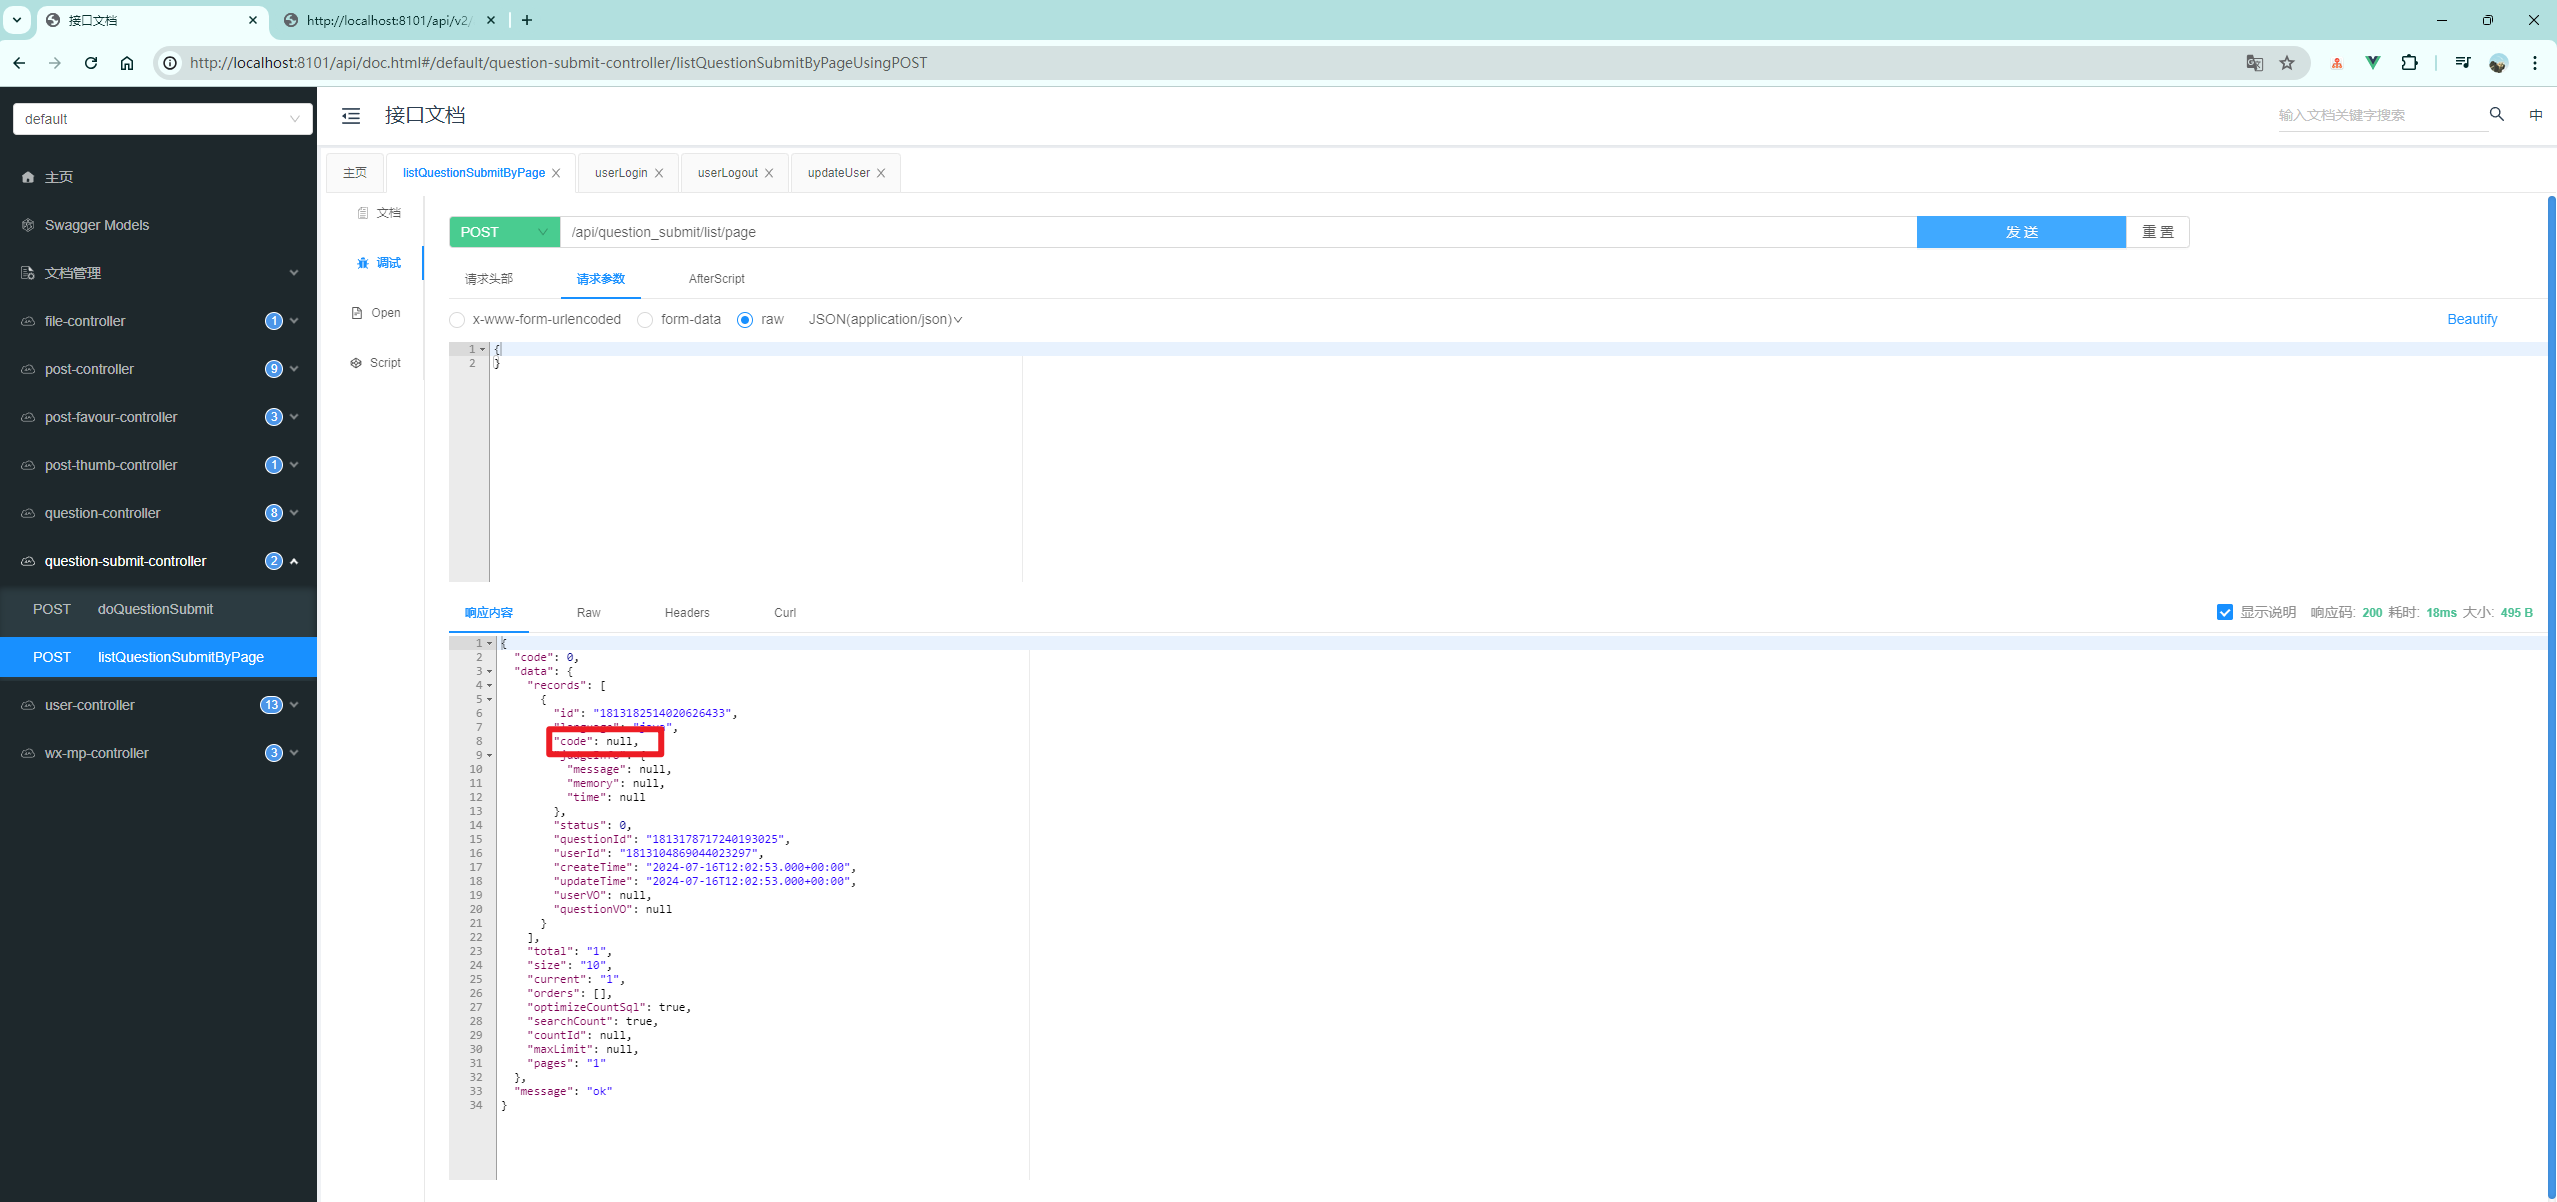 接口文档
http://localhost:8101/api/v2/
http://localhost:8101/api/doc.html#/default/question-submit-controller/listQuestionSubmitByPageUsingPOST
default
接口文档
输入文档关键字搜索
中
主页
Swagger Models
文档管理
file-controller 1
post-controller 9
post-favour-controller 3
post-thumb-controller 1
question-controller 8
question-submit-controller 2
POST doQuestionSubmit
POST listQuestionSubmitByPage
user-controller 13
wx-mp-controller 3
主页 listQuestionSubmitByPage userLogin userLogout updateUser
文档
调试
Open
Script
POST /api/question_submit/list/page 发送 重置
请求头部 请求参数 AfterScript
x-www-form-urlencoded form-data raw JSON(application/json) Beautify
1 {
2 }
响应内容 Raw Headers Curl 显示说明 响应码: 200 耗时: 18ms 大小: 495 B
1 {
2 "code": 0,
3 "data": {
4 "records": [
5 {
6 "id": "1813182514020626433",
7 "language": "java",
8 "code": null,
9 "judgeInfo": {
10 "message": null,
11 "memory": null,
12 "time": null
13 },
14 "status": 0,
15 "questionId": "1813178717240193025",
16 "userId": "1813104869044023297",
17 "createTime": "2024-07-16T12:02:53.000+00:00",
18 "updateTime": "2024-07-16T12:02:53.000+00:00",
19 "userVO": null,
20 "questionVO": null
21 }
22 ],
23 "total": "1",
24 "size": "10",
25 "current": "1",
26 "orders": [],
27 "optimizeCountSql": true,
28 "searchCount": true,
29 "countId": null,
30 "maxLimit": null,
31 "pages": "1"
32 },
33 "message": "ok"
34 }